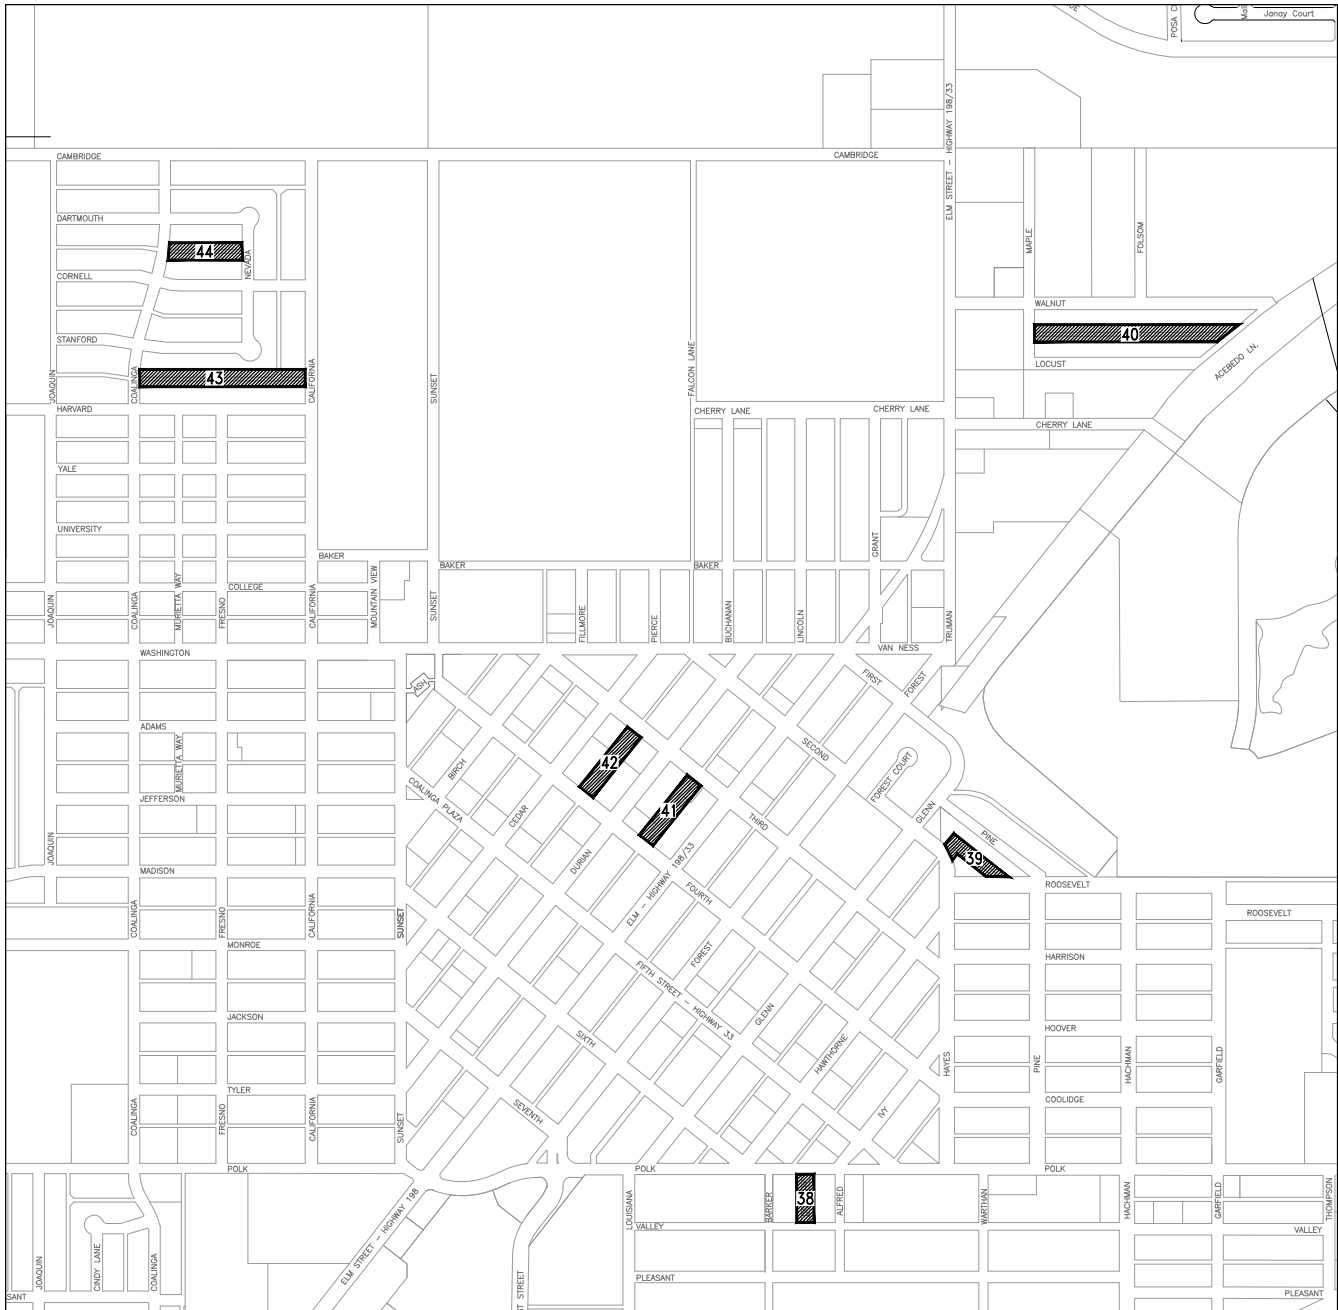 POSA C
Janay Court
ELM STREET - HIGHWAY 198/33
CAMBRIDGE
CAMBRIDGE
DARTMOUTH
44
NEVADA
CORNELL
MAPLE
FOLSOM
WALNUT
40
STANFORD
LOCUST
ACEBEDO LN.
JOAQUIN
COALINGA
43
CALIFORNIA
SUNSET
FALCON LANE
HARVARD
CHERRY LANE
CHERRY LANE
CHERRY LANE
YALE
UNIVERSITY
GRANT
BAKER
BAKER
BAKER
COLLEGE
JOAQUIN
COALINGA
MURIETTA WAY
FRESNO
CALIFORNIA
MOUNTAIN VIEW
SUNSET
FILLMORE
PIERCE
BUCHANAN
LINCOLN
TRUMAN
WASHINGTON
VAN NESS
ASH
FIRST
FOREST
ADAMS
MURIETTA WAY
SECOND
42
BIRCH
FOREST COURT
COALINGA PLAZA
JEFFERSON
41
CEDAR
THIRD
GLENN
PINE
JOAQUIN
DURIAN
39
MADISON
ELM - HIGHWAY 198/33
FOURTH
ROOSEVELT
ROOSEVELT
COALINGA
FRESNO
CALIFORNIA
SUNSET
MONROE
FOREST
HARRISON
FIFTH STREET - HIGHWAY 33
JACKSON
GLENN
HOOVER
SIXTH
HAWTHORNE
HAYES
PINE
HACHMAN
GARFIELD
TYLER
COOLIDGE
COALINGA
FRESNO
CALIFORNIA
SUNSET
SEVENTH
IVY
POLK
POLK
POLK
ELM STREET - HIGHWAY 198
LOUISIANA
BARKER
38
ALFRED
WARTHAN
HACHMAN
GARFIELD
THOMPSON
VALLEY
VALLEY
JOAQUIN
CINDY LANE
COALINGA
PLEASANT
PLEASANT
SANT
T STREET